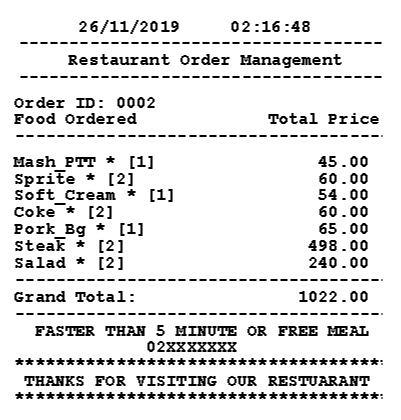 26/11/2019 02:16:48
------------------------------------
Restaurant Order Management
------------------------------------
Order ID: 0002
Food Ordered Total Price
------------------------------------
Mash_PTT * [1] 45.00
Sprite * [2] 60.00
Soft_Cream * [1] 54.00
Coke * [2] 60.00
Pork_Bg * [1] 65.00
Steak * [2] 498.00
Salad * [2] 240.00
------------------------------------
Grand Total: 1022.00
------------------------------------
FASTER THAN 5 MINUTE OR FREE MEAL
02XXXXXXX
************************************
THANKS FOR VISITING OUR RESTUARANT
************************************